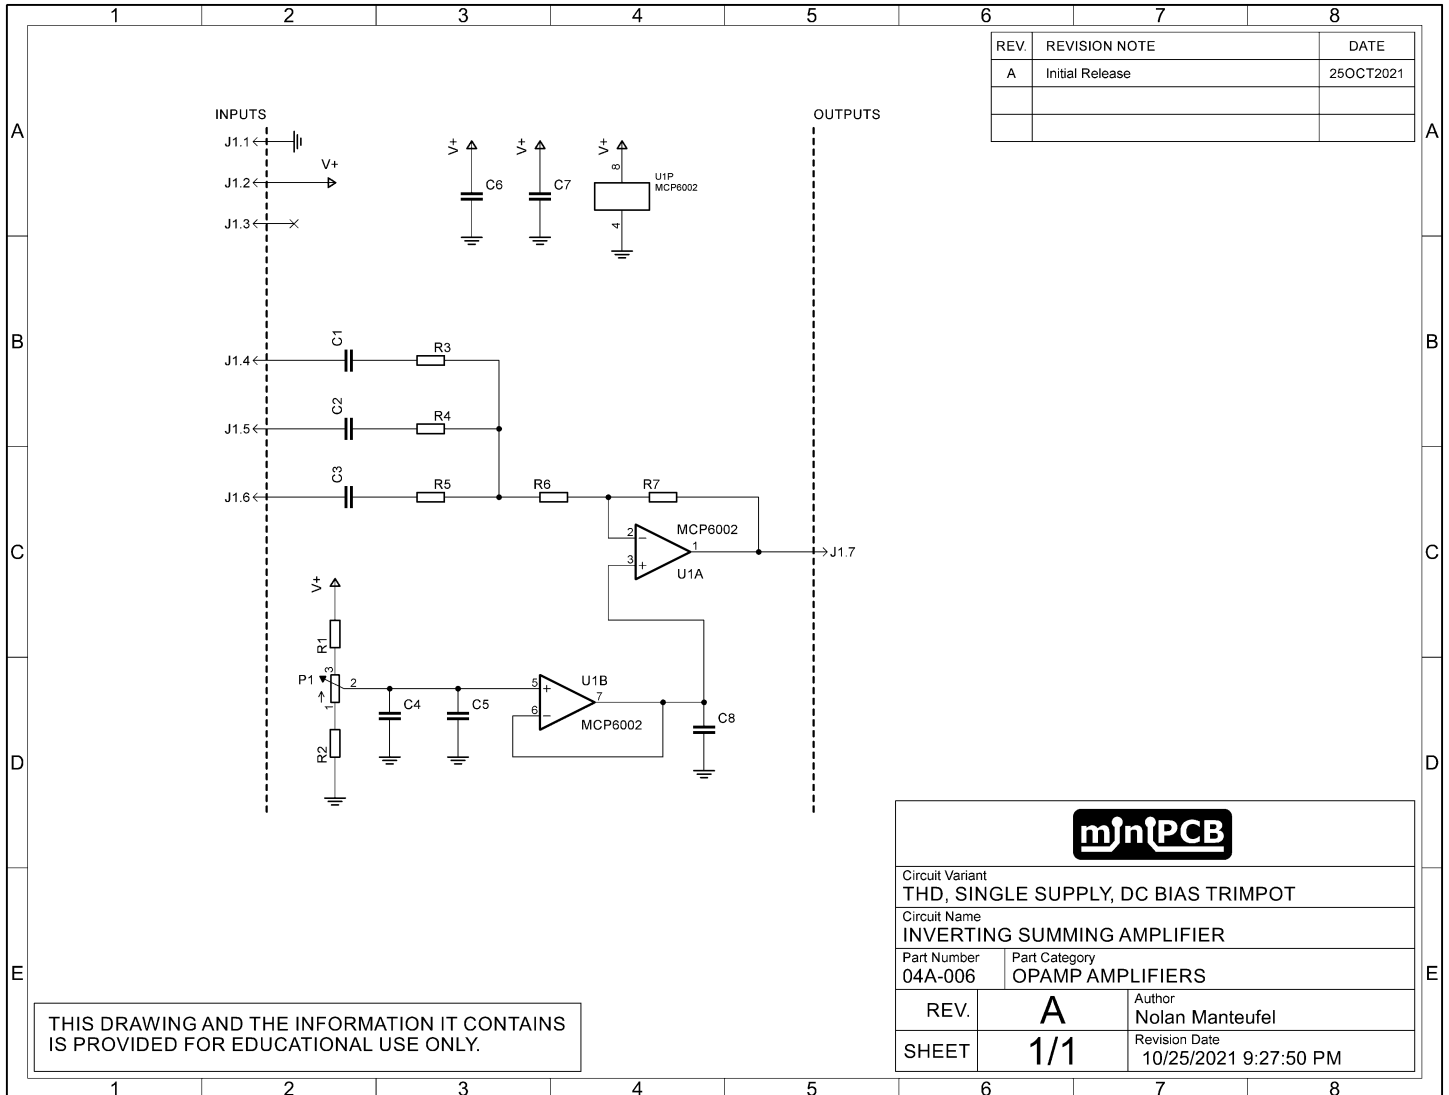 1 2 3 4 5 6 7 8
REV. REVISION NOTE DATE
A Initial Release 25OCT2021
A A
B B
C C
D D
E E
INPUTS
OUTPUTS
J1.1
V+
J1.2
J1.3
V+ V+ V+
C6 C7
8
U1P
MCP6002
4
C1
J1.4 R3
C2
J1.5 R4
C3
J1.6 R5 R6 R7
MCP6002
2 −
1
3 +
U1A
J1.7
V+
R1
3
P1 2
1
R2
C4 C5
5 +
6 −
U1B
7
MCP6002
C8
miniPCB
Circuit Variant
THD, SINGLE SUPPLY, DC BIAS TRIMPOT
Circuit Name
INVERTING SUMMING AMPLIFIER
Part Number Part Category
04A-006 OPAMP AMPLIFIERS
REV. A Author
Nolan Manteufel
SHEET 1/1 Revision Date
10/25/2021 9:27:50 PM
THIS DRAWING AND THE INFORMATION IT CONTAINS
IS PROVIDED FOR EDUCATIONAL USE ONLY.
1 2 3 4 5 6 7 8